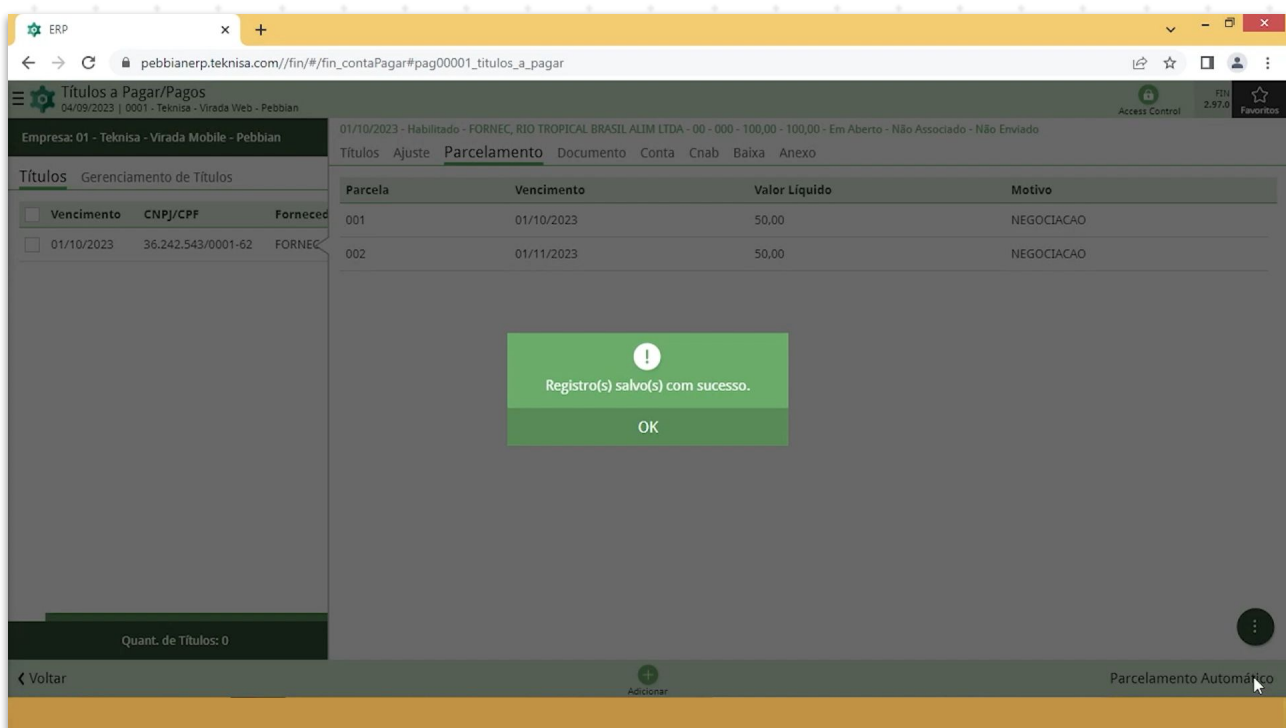 ERP
pebbianerp.teknisa.com//fin/#/fin_contaPagar#pag00001_titulos_a_pagar
Títulos a Pagar/Pagos
04/09/2023 | 0001 - Teknisa - Virada Web - Pebbian
Access Control
FIN
2.97.0
Favoritos
Empresa: 01 - Teknisa - Virada Mobile - Pebbian
01/10/2023 - Habilitado - FORNEC, RIO TROPICAL BRASIL ALIM LTDA - 00 - 000 - 100,00 - 100,00 - Em Aberto - Não Associado - Não Enviado
Títulos Ajuste Parcelamento Documento Conta Cnab Baixa Anexo
Títulos Gerenciamento de Títulos
Vencimento CNPJ/CPF Forneced
01/10/2023 36.242.543/0001-62 FORNEC
Parcela Vencimento Valor Líquido Motivo
001 01/10/2023 50,00 NEGOCIACAO
002 01/11/2023 50,00 NEGOCIACAO
Registro(s) salvo(s) com sucesso.
OK
Quant. de Títulos: 0
Voltar
Adicionar
Parcelamento Automático